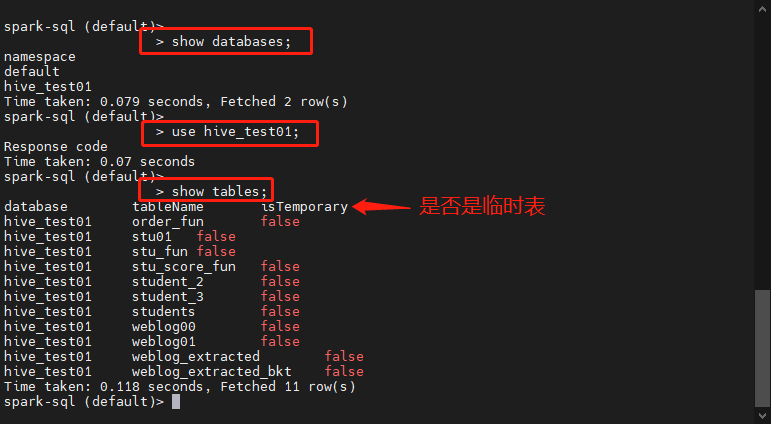 spark-sql (default)>
> show databases;
namespace
default
hive_test01
Time taken: 0.079 seconds, Fetched 2 row(s)
spark-sql (default)>
> use hive_test01;
Response code
Time taken: 0.07 seconds
spark-sql (default)>
> show tables;
database tableName isTemporary 是否是临时表
hive_test01 order_fun false
hive_test01 stu01 false
hive_test01 stu_fun false
hive_test01 stu_score_fun false
hive_test01 student_2 false
hive_test01 student_3 false
hive_test01 students false
hive_test01 weblog00 false
hive_test01 weblog01 false
hive_test01 weblog_extracted false
hive_test01 weblog_extracted_bkt false
Time taken: 0.118 seconds, Fetched 11 row(s)
spark-sql (default)>